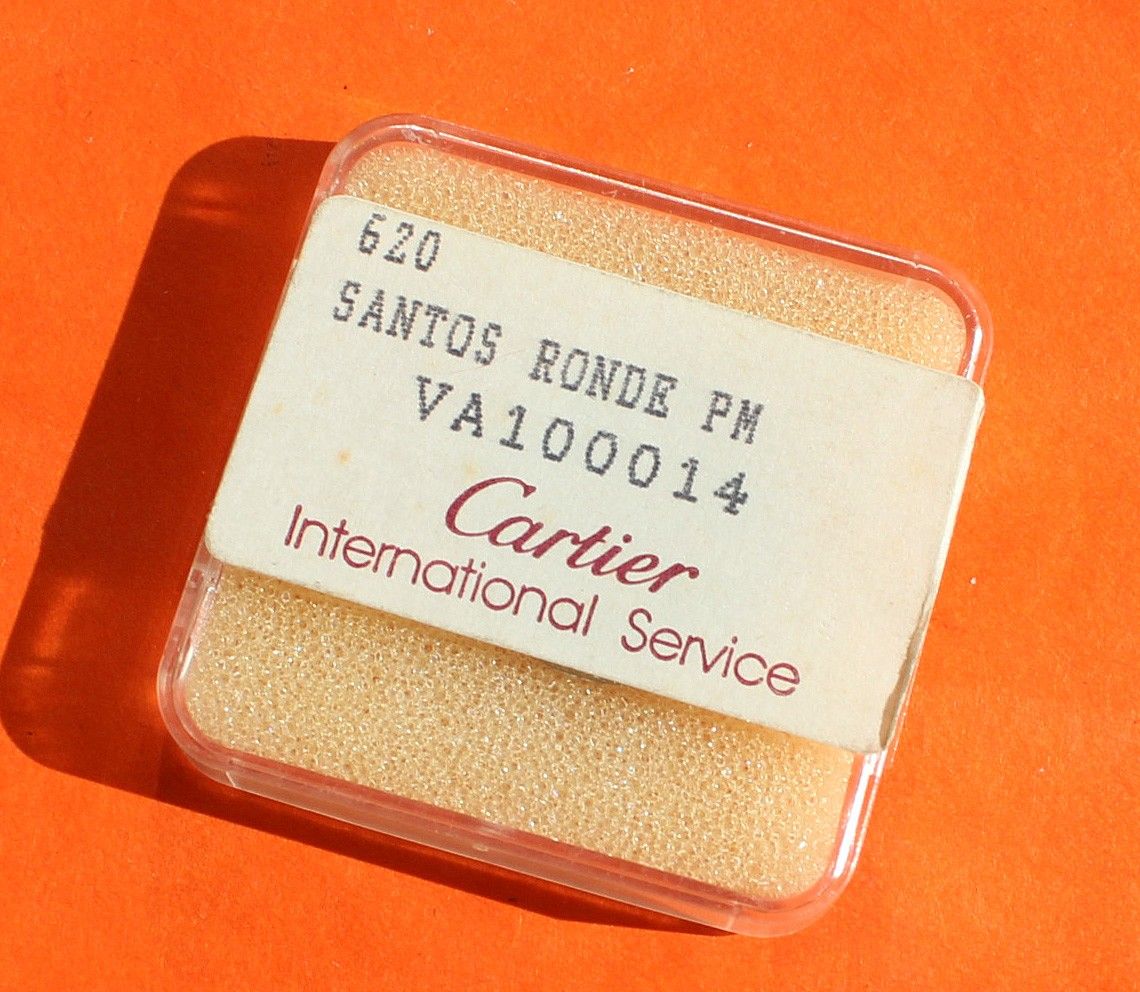 620
SANTOS RONDE PM
VA100014
Cartier
International Service